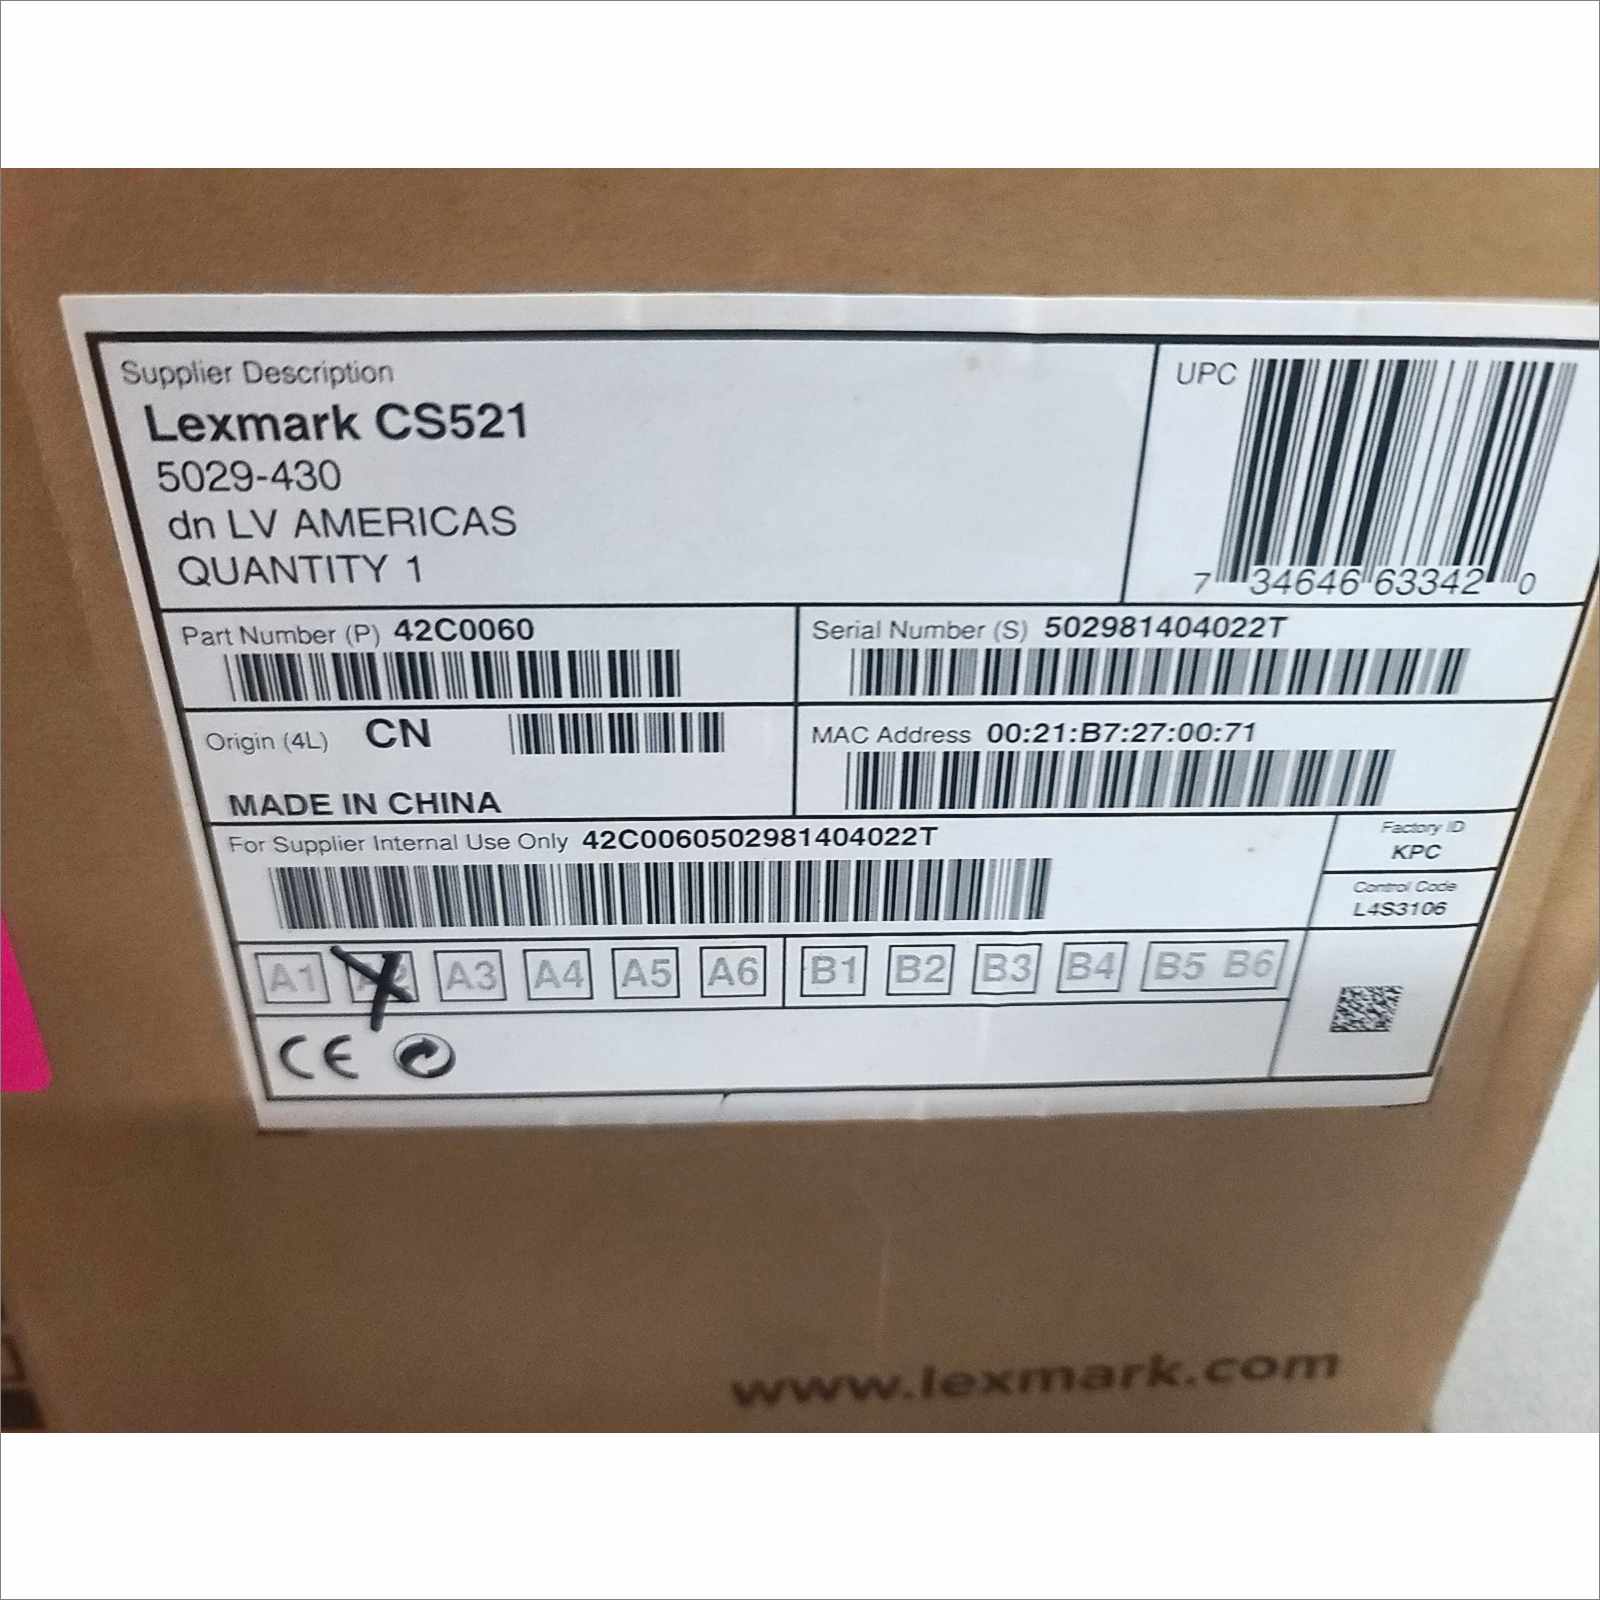 Supplier Description
Lexmark CS521
5029-430
dn LV AMERICAS
QUANTITY 1
UPC
7 34646 63342 0
Part Number (P) 42C0060
Serial Number (S) 502981404022T
Origin (4L) CN
MADE IN CHINA
MAC Address 00:21:B7:27:00:71
For Supplier Internal Use Only 42C0060502981404022T
Factory ID
KPC
Control Code
L4S3106
A1 A2 A3 A4 A5 A6 B1 B2 B3 B4 B5 B6
CE
www.lexmark.com